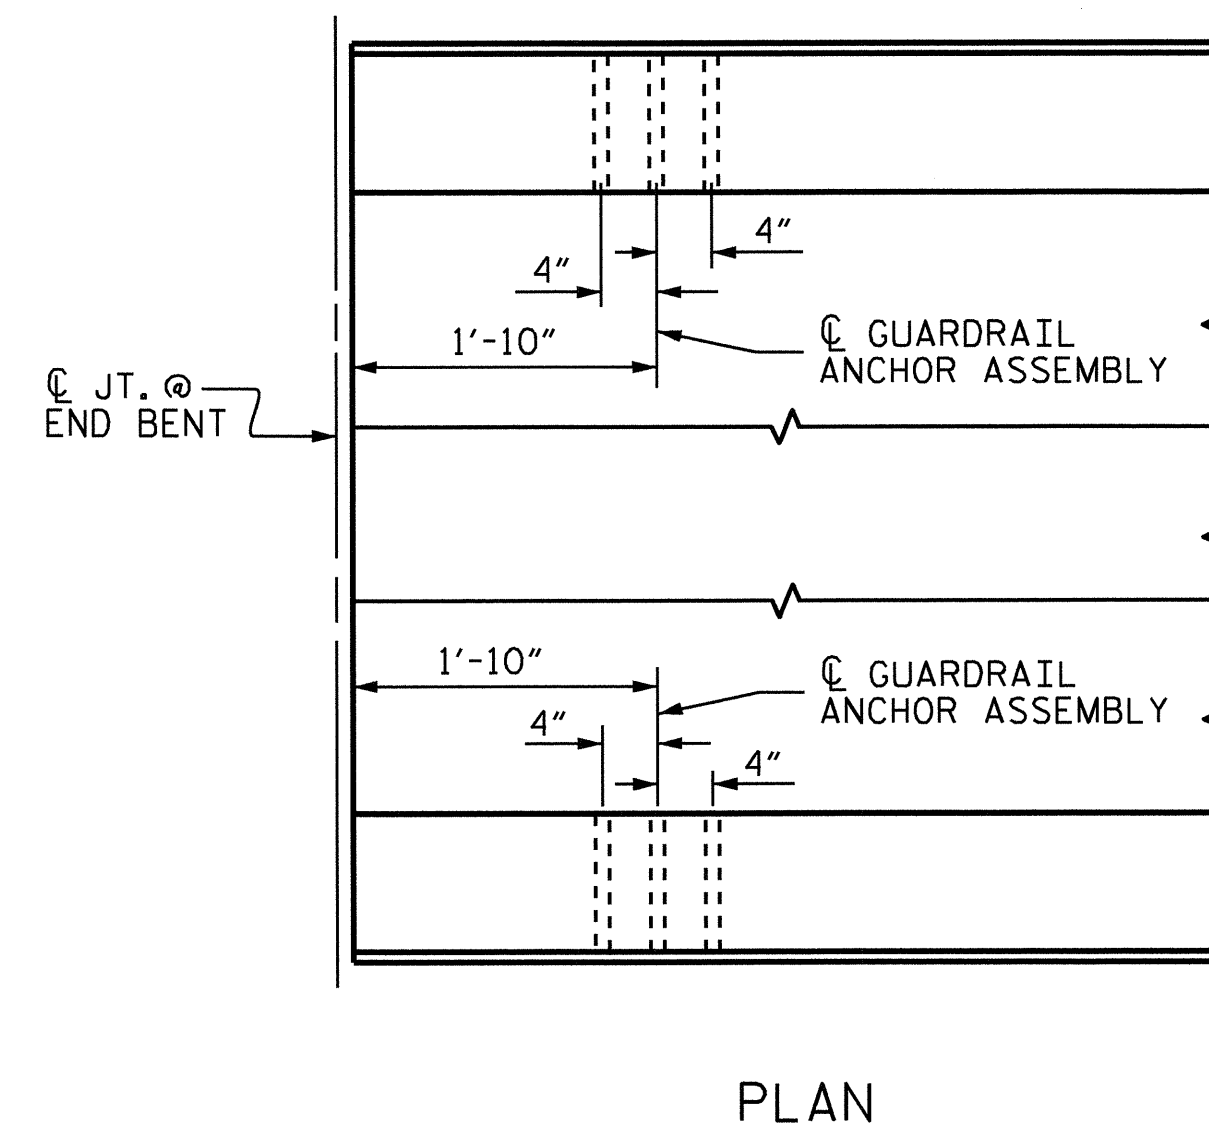 4″
4″
1′-10″
℄ GUARDRAIL
ANCHOR ASSEMBLY
℄ JT. @
END BENT
1′-10″
℄ GUARDRAIL
ANCHOR ASSEMBLY
4″
4″
PLAN